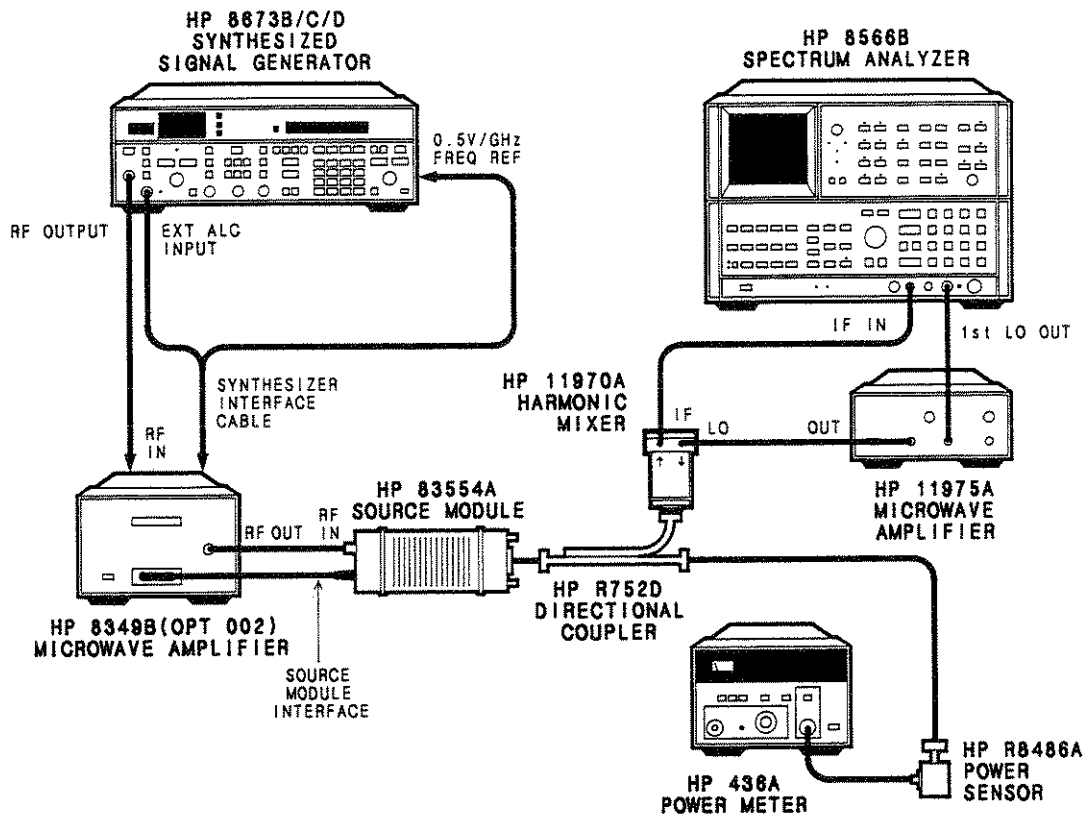 HP 8673B/C/D
SYNTHESIZED
SIGNAL GENERATOR
HP 8566B
SPECTRUM ANALYZER
0.5V/GHz
FREQ REF
RF OUTPUT
EXT ALC
INPUT
IF IN
1st LO OUT
SYNTHESIZER
INTERFACE
CABLE
HP 11970A
HARMONIC
MIXER
IF
LO
OUT
RF
IN
HP 11975A
MICROWAVE
AMPLIFIER
HP 83554A
SOURCE MODULE
RF OUT
RF
IN
HP R752D
DIRECTIONAL
COUPLER
HP 8349B(OPT 002)
MICROWAVE AMPLIFIER
SOURCE
MODULE
INTERFACE
HP 436A
POWER METER
HP R8486A
POWER
SENSOR